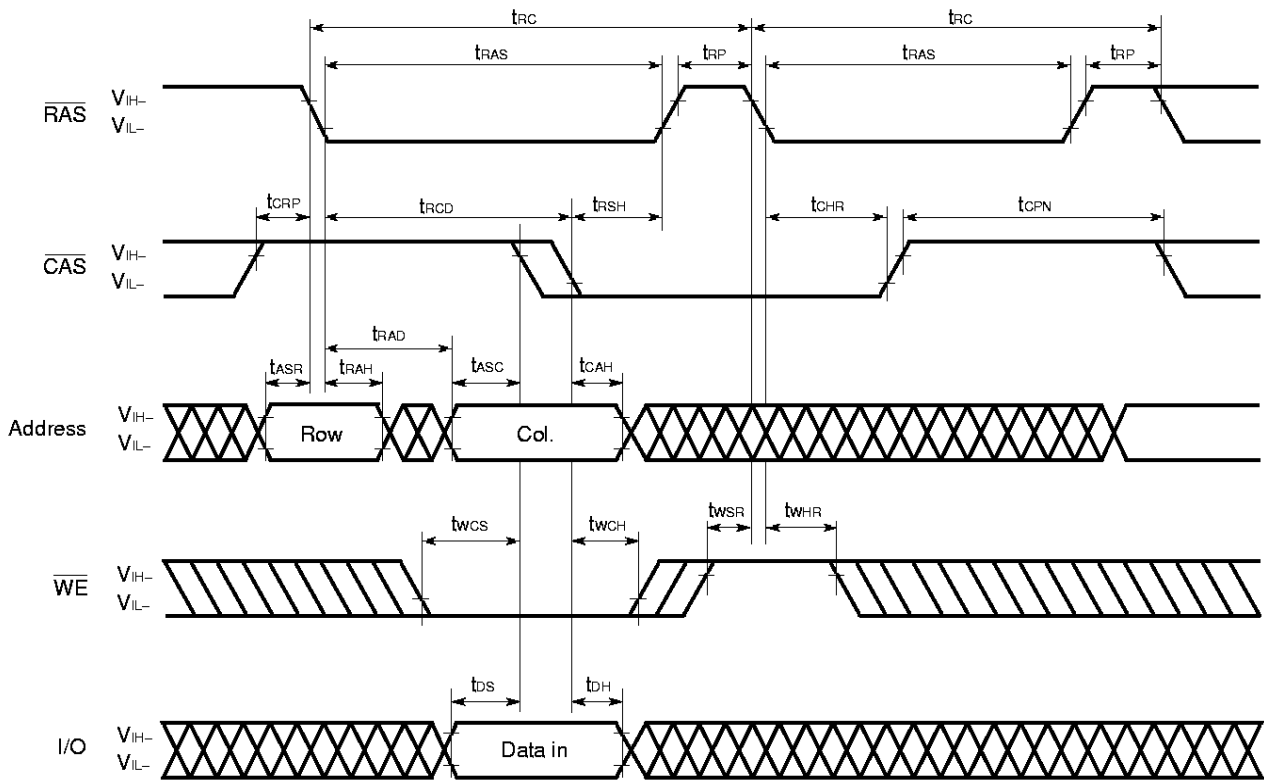 tRC tRC
tRAS tRP tRAS tRP
RAS VIH–
VIL–
tCRP tRCD tRSH tCHR tCPN
CAS VIH–
VIL–
tRAD
tASR tRAH tASC tCAH
Address VIH–
VIL–
Row Col.
tWCS tWCH tWSR tWHR
WE VIH–
VIL–
tDS tDH
I/O VIH–
VIL–
Data in